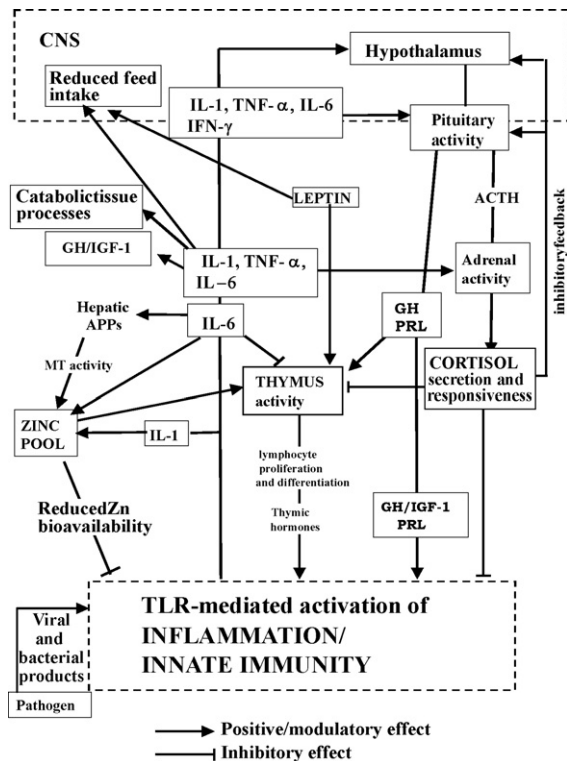 CNS
Hypothalamus
Reduced feed
intake
IL-1, TNF- α, IL-6
IFN-γ
Pituitary
activity
LEPTIN
ACTH
Catabolictissue
processes
GH/IGF-1
IL-1, TNF- α,
IL–6
Adrenal
activity
inhibitoryfeedback
Hepatic
APPs
IL-6
GH
PRL
MT activity
THYMUS
activity
CORTISOL
secretion and
responsiveness
ZINC
POOL
IL-1
lymphocyte
proliferation
and differentiation
Thymic
hormones
ReducedZn
bioavailability
GH/IGF-1
PRL
TLR-mediated activation of
INFLAMMATION/
INNATE IMMUNITY
Viral
and
bacterial
products
Pathogen
Positive/modulatory effect
Inhibitory effect